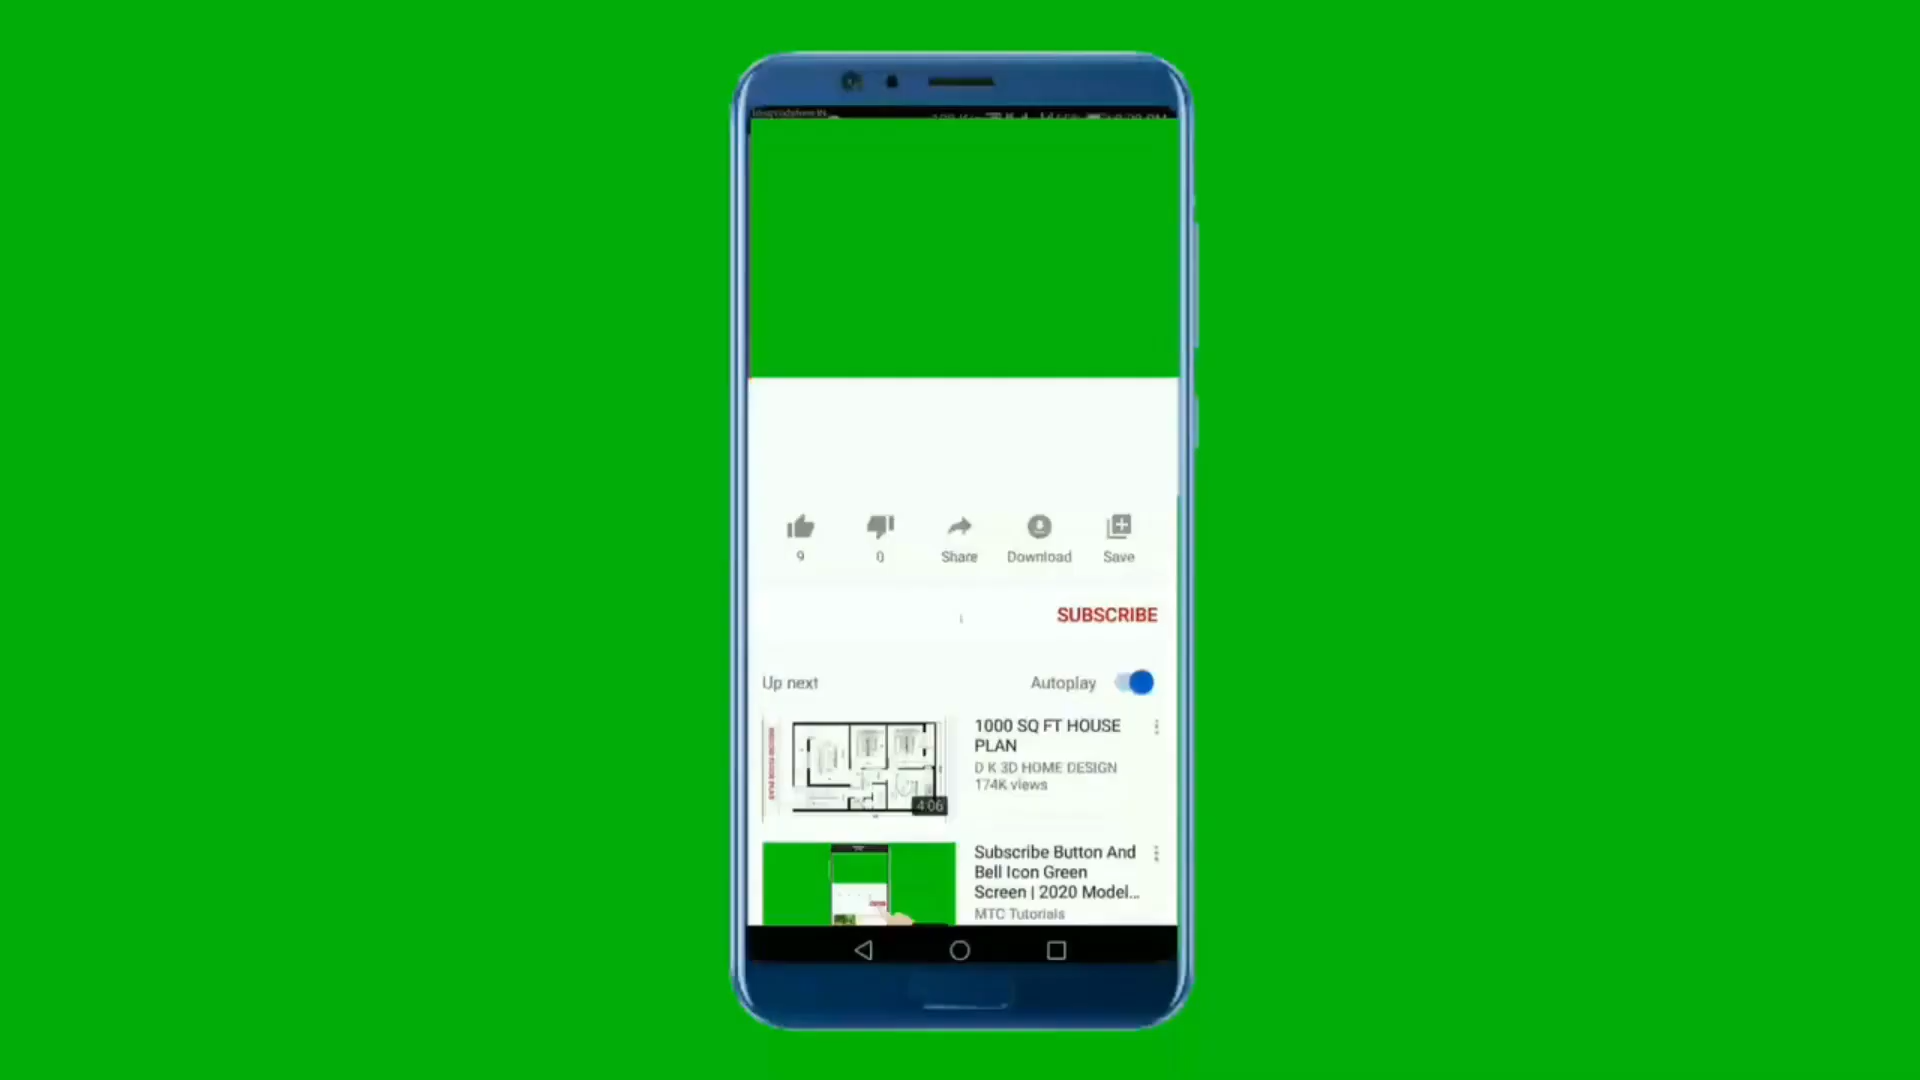 9
0
Share
Download
Save
SUBSCRIBE
Up next
Autoplay
1000 SQ FT HOUSE
PLAN
D K 3D HOME DESIGN
174K views
4:06
Subscribe Button And
Bell Icon Green
Screen | 2020 Model...
MTC Tutorials